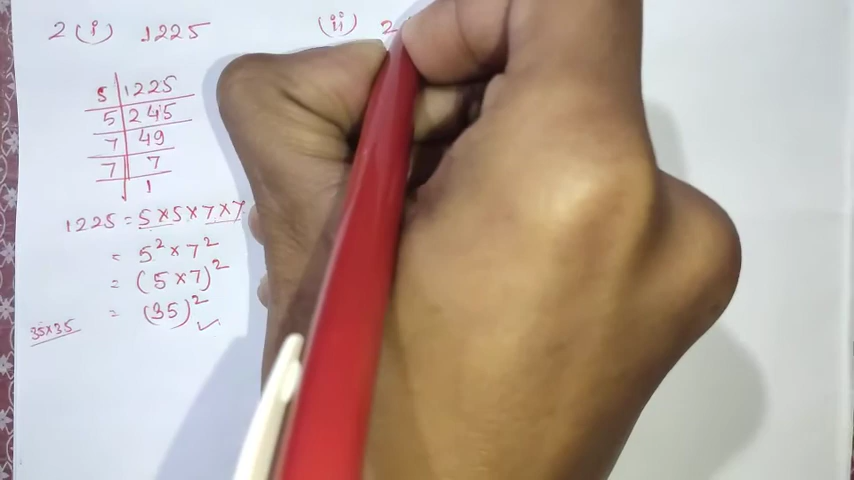 2 (i) 1225
(ii) 2
5 1225
5 245
7 49
7 7
1
1225 = 5 × 5 × 7 × 7
= 5² × 7²
= (5 × 7)²
= (35)²
35×35